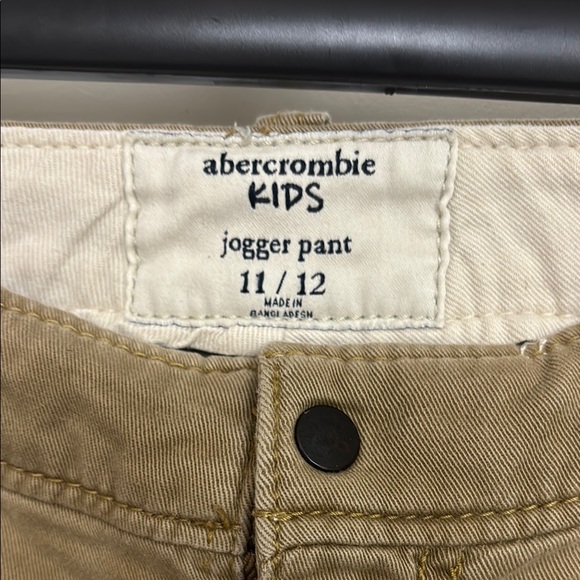 abercrombie
KIDS
jogger pant
11 / 12
MADE IN
BANGLADESH